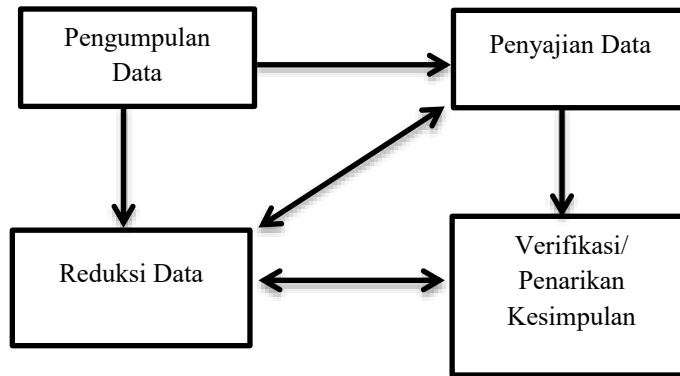 Pengumpulan
Data
Penyajian Data
Reduksi Data
Verifikasi/
Penarikan
Kesimpulan